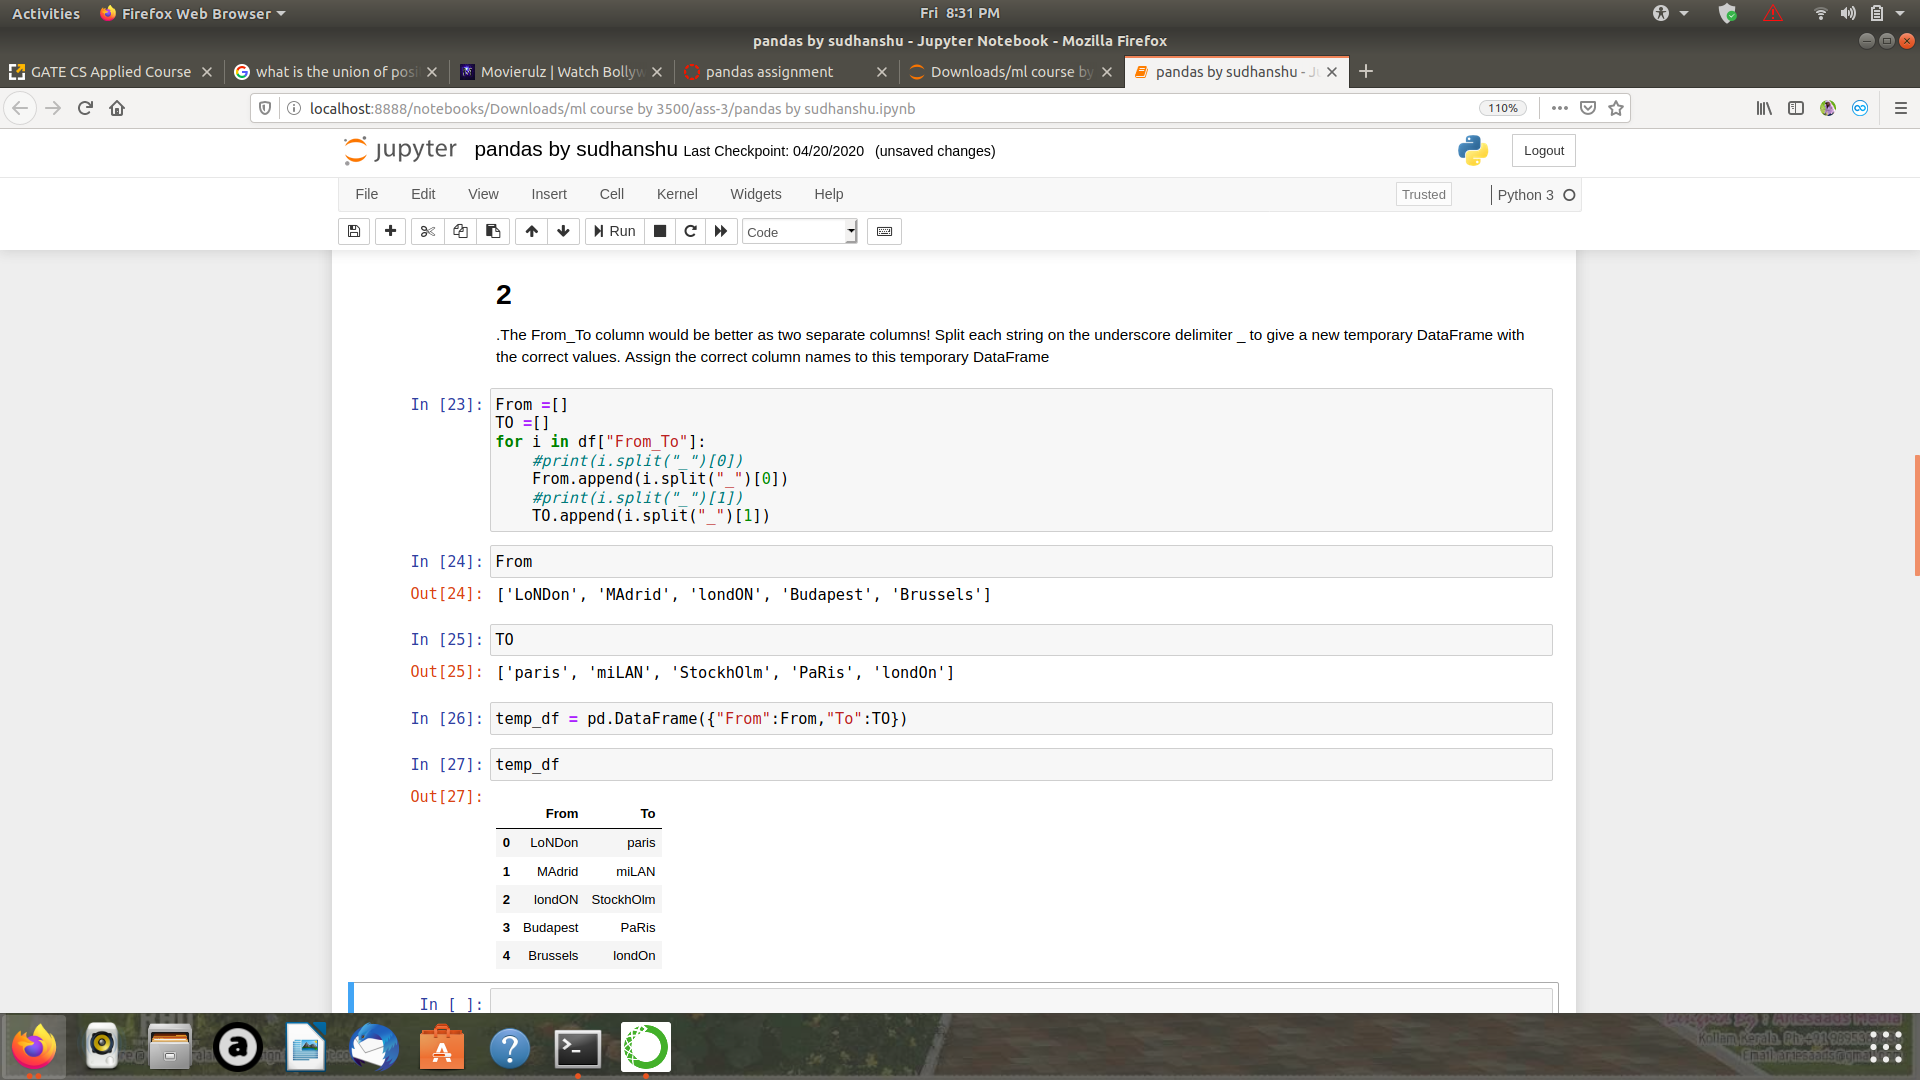 Activities Firefox Web Browser Fri 8:31 PM
pandas by sudhanshu - Jupyter Notebook - Mozilla Firefox
GATE CS Applied Course what is the union of posi Movierulz | Watch Bollyw pandas assignment Downloads/ml course by pandas by sudhanshu - Ju
localhost:8888/notebooks/Downloads/ml course by 3500/ass-3/pandas by sudhanshu.ipynb 110%
jupyter pandas by sudhanshu Last Checkpoint: 04/20/2020 (unsaved changes) Logout
File Edit View Insert Cell Kernel Widgets Help Trusted Python 3
Run Code
2
.The From_To column would be better as two separate columns! Split each string on the underscore delimiter _ to give a new temporary DataFrame with
the correct values. Assign the correct column names to this temporary DataFrame
In [23]: From =[]
TO =[]
for i in df["From_To"]:
#print(i.split("_")[0])
From.append(i.split("_")[0])
#print(i.split("_")[1])
TO.append(i.split("_")[1])
In [24]: From
Out[24]: ['LoNDon', 'MAdrid', 'londON', 'Budapest', 'Brussels']
In [25]: TO
Out[25]: ['paris', 'miLAN', 'StockhOlm', 'PaRis', 'londOn']
In [26]: temp_df = pd.DataFrame({"From":From,"To":TO})
In [27]: temp_df
Out[27]:
From To
0 LoNDon paris
1 MAdrid miLAN
2 londON StockhOlm
3 Budapest PaRis
4 Brussels londOn
In [ ]:
Kollam Kerala